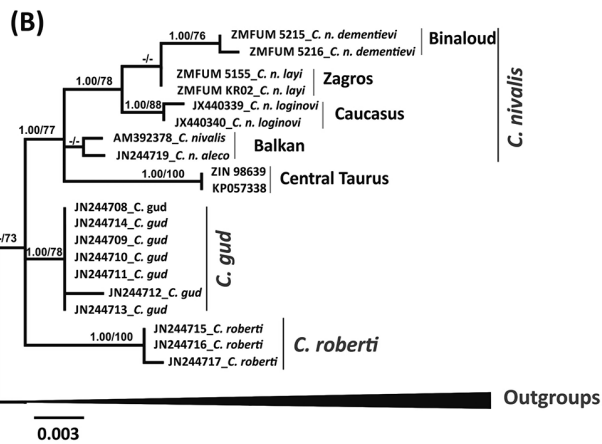 (B)
1.00/76
ZMFUM 5215_C. n. dementievi
ZMFUM 5216_C. n. dementievi
Binaloud
-/-
1.00/78
ZMFUM 5155_C. n. layi
ZMFUM KR02_C. n. layi
Zagros
1.00/88
JX440339_C. n. loginovi
JX440340_C. n. loginovi
Caucasus
C. nivalis
1.00/77
-/-
AM392378_C. nivalis
JN244719_C. n. aleco
Balkan
1.00/100
ZIN 98639
KP057338
Central Taurus
-/73
1.00/78
JN244708_C. gud
JN244714_C. gud
JN244709_C. gud
JN244710_C. gud
JN244711_C. gud
JN244712_C. gud
JN244713_C. gud
C. gud
1.00/100
JN244715_C. roberti
JN244716_C. roberti
JN244717_C. roberti
C. roberti
Outgroups
0.003